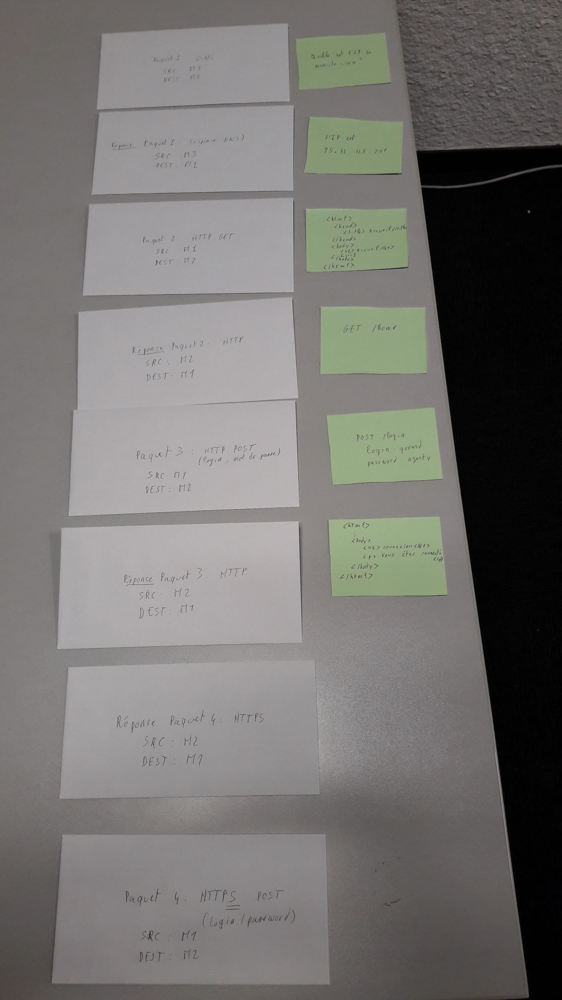 Paquet 1 DNS
SRC M1
DEST M2
Quelle est l'IP de
monsite.com?
Réponse Paquet 1 : (réponse DNS)
SRC M3
DEST. M1
l'IP est
95.12.125.201
Paquet 2 : HTTP GET
SRC M1
DEST M2
<html>
<head>
<title> Accueil </title>
</head>
<body>
<h1> Accueil <h1>
[...]
</body>
</html>
Réponse Paquet 2 : HTTP
SRC : M2
DEST : M1
GET /home
Paquet 3 : HTTP POST
(login, mot de passe)
SRC. M1
DEST : M2
POST /login
login : gerard
password : azerty
Réponse Paquet 3 : HTTP
SRC : M2
DEST : M1
<html>
:
<body>
<H1> connexion </H1>
<p> Vous êtes connecté
</p>
</body>
</html>
Réponse Paquet 4 : HTTPS
SRC : M2
DEST : M1
Paquet 4 : HTTPS POST
(login / password)
SRC : M1
DEST : M2